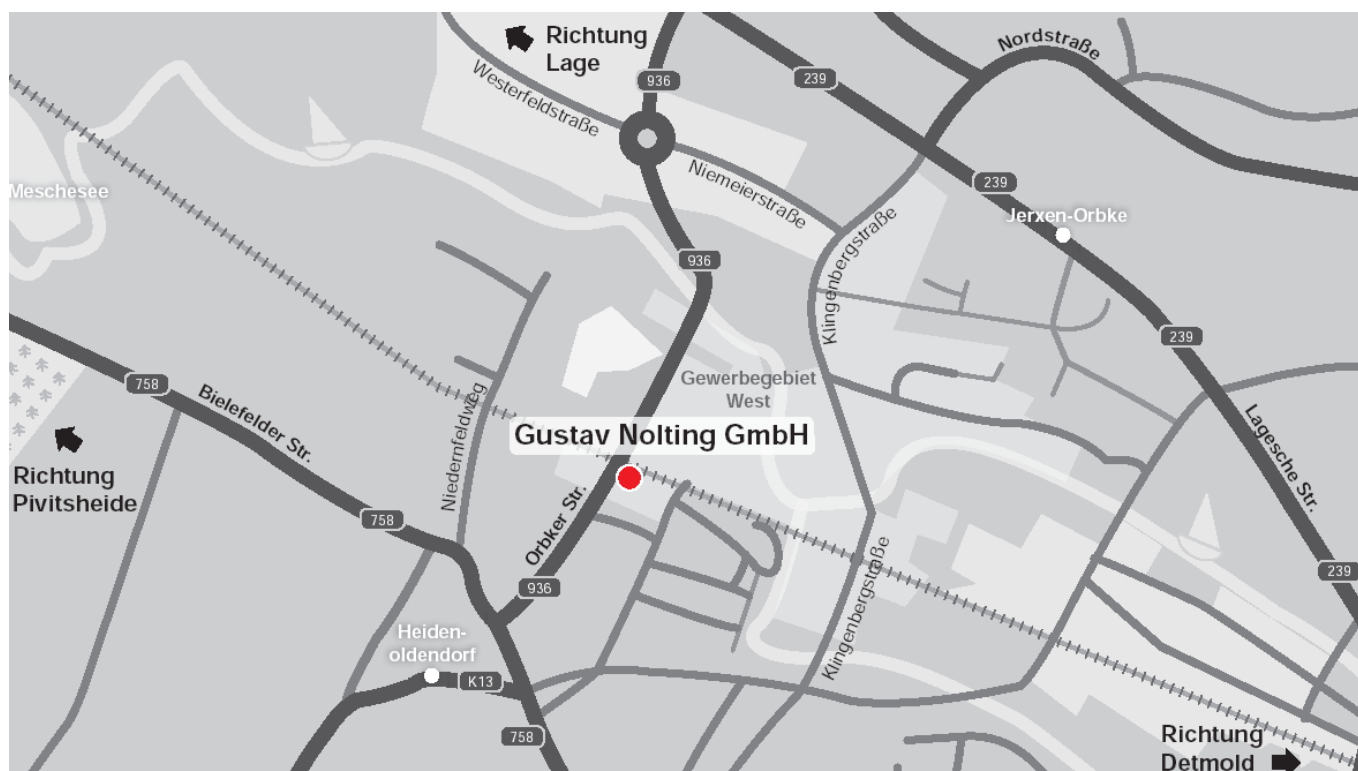 Richtung
Lage
Nordstraße
936
239
Westerfeldstraße
Niemeierstraße
239
Meschesee
Jerxen-Orbke
Klingenbergstraße
936
Klingenbergstraße
239
758
Bielefelder Str.
Niedernfeldweg
Gewerbegebiet
West
Gustav Nolting GmbH
Lagesche Str.
Richtung
Pivitsheide
758
Orbker Str.
936
239
Klingenbergstraße
Klingenbergstraße
Heiden-
oldendorf
K13
758
Richtung
Detmold